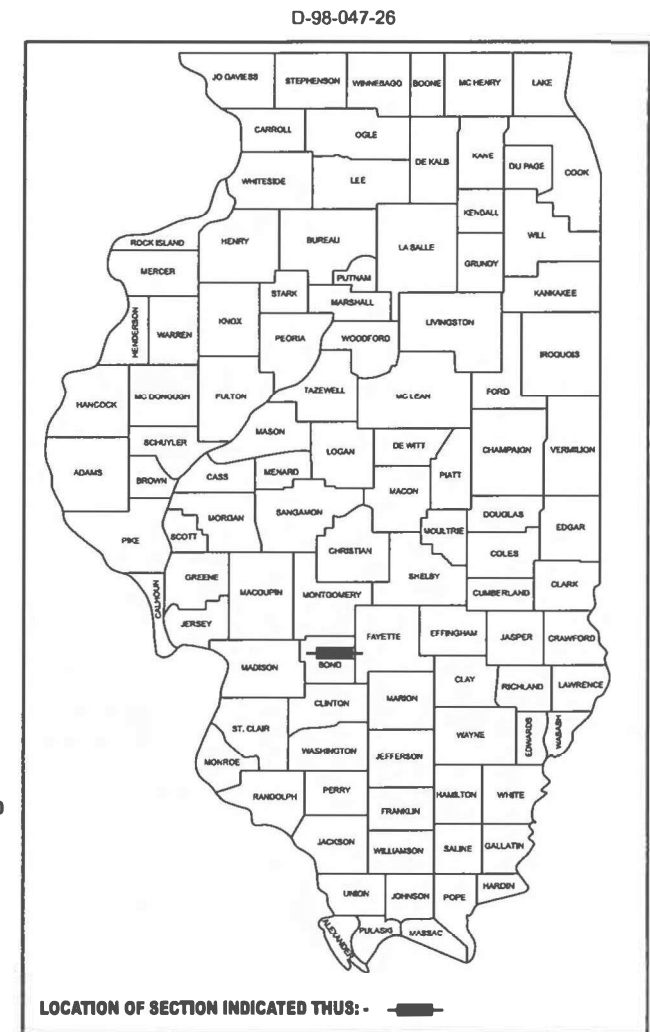 D-98-047-26
JO DAVIESS STEPHENSON WINNEBAGO BOONE MC HENRY LAKE
CARROLL OGLE DE KALB KANE DU PAGE COOK
WHITESIDE LEE KENDALL WILL
ROCK ISLAND HENRY BUREAU LA SALLE GRUNDY
MERCER PUTNAM KANKAKEE
STARK MARSHALL LIVINGSTON
HENDERSON WARREN KNOX PEORIA WOODFORD IROQUOIS
HANCOCK MC DONOUGH FULTON TAZEWELL MC LEAN FORD
MASON
SCHUYLER LOGAN DE WITT CHAMPAIGN VERMILION
ADAMS BROWN CASS MENARD PIATT
MACON
PIKE SCOTT MORGAN SANGAMON MOULTRIE DOUGLAS EDGAR
CHRISTIAN COLES
CALHOUN GREENE MACOUPIN MONTGOMERY SHELBY CUMBERLAND CLARK
JERSEY FAYETTE EFFINGHAM JASPER CRAWFORD
MADISON BOND
CLAY RICHLAND LAWRENCE
CLINTON MARION
ST. CLAIR WAYNE EDWARDS WABASH
MONROE WASHINGTON JEFFERSON
RANDOLPH PERRY HAMILTON WHITE
FRANKLIN
JACKSON WILLIAMSON SALINE GALLATIN
UNION JOHNSON POPE HARDIN
ALEXANDER PULASKI MASSAC
LOCATION OF SECTION INDICATED THUS: -